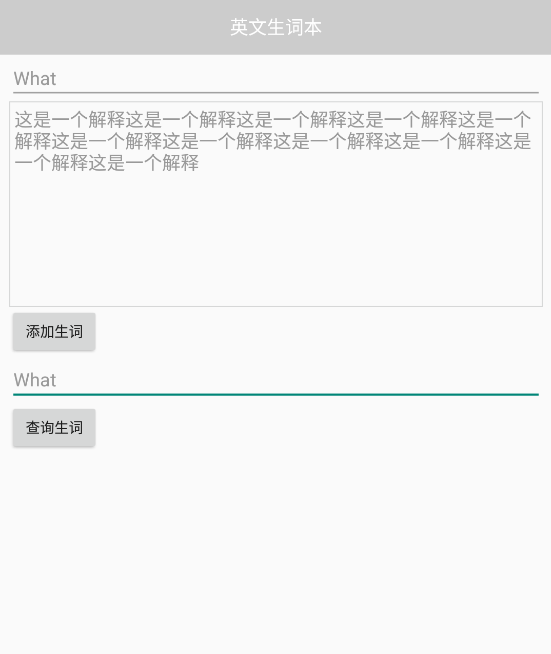 英文生词本
What
这是一个解释这是一个解释这是一个解释这是一个解释这是一个
解释这是一个解释这是一个解释这是一个解释这是一个解释这是
一个解释这是一个解释
添加生词
What
查询生词